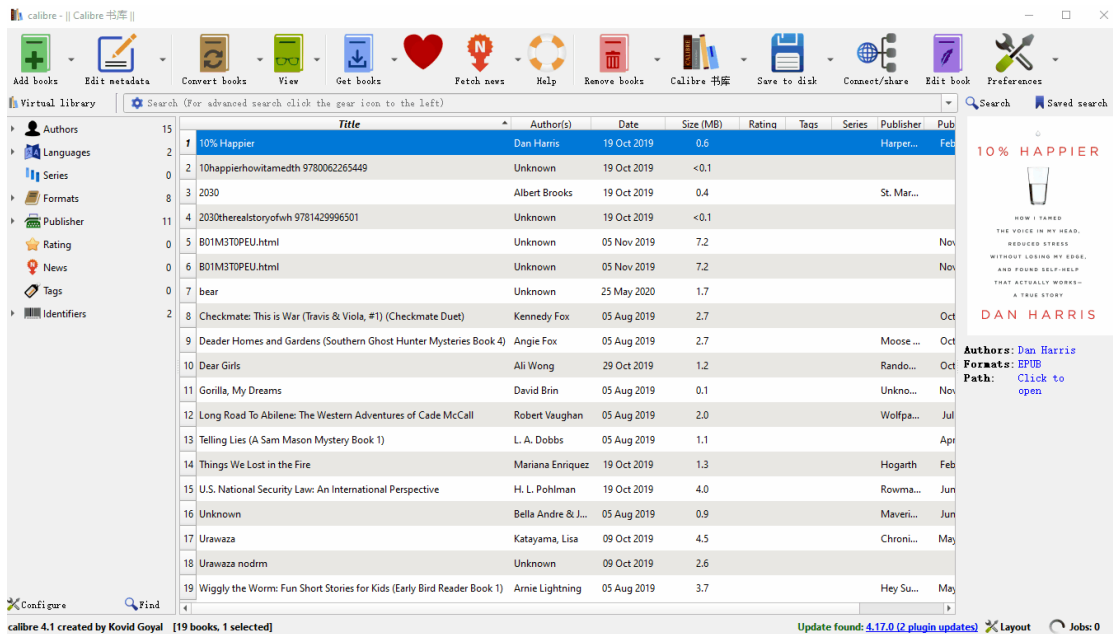 calibre - || Calibre 书库 ||
Add books Edit metadata Convert books View Get books Fetch news Help Remove books Calibre 书库 Save to disk Connect/share Edit book Preferences
Virtual library Search (For advanced search click the gear icon to the left) Search Saved search
Authors 15
Languages 2
Series 0
Formats 8
Publisher 11
Rating 0
News 0
Tags 0
Identifiers 2
Title Author(s) Date Size (MB) Rating Tags Series Publisher Pub
1 10% Happier Dan Harris 19 Oct 2019 0.6 Harper... Feb
2 10happierhowitamedth 9780062265449 Unknown 19 Oct 2019 <0.1
3 2030 Albert Brooks 19 Oct 2019 0.4 St. Mar...
4 2030therealstoryofwh 9781429996501 Unknown 19 Oct 2019 <0.1
5 B01M3T0PEU.html Unknown 05 Nov 2019 7.2 Nov
6 B01M3T0PEU.html Unknown 05 Nov 2019 7.2 Nov
7 bear Unknown 25 May 2020 1.7
8 Checkmate: This is War (Travis & Viola, #1) (Checkmate Duet) Kennedy Fox 05 Aug 2019 2.7 Oct
9 Deader Homes and Gardens (Southern Ghost Hunter Mysteries Book 4) Angie Fox 05 Aug 2019 2.7 Moose ... Oct
10 Dear Girls Ali Wong 29 Oct 2019 1.2 Rando... Oct
11 Gorilla, My Dreams David Brin 05 Aug 2019 0.1 Unkno... Nov
12 Long Road To Abilene: The Western Adventures of Cade McCall Robert Vaughan 05 Aug 2019 2.0 Wolfpa... Jul
13 Telling Lies (A Sam Mason Mystery Book 1) L. A. Dobbs 05 Aug 2019 1.1 Apr
14 Things We Lost in the Fire Mariana Enriquez 19 Oct 2019 1.3 Hogarth Feb
15 U.S. National Security Law: An International Perspective H. L. Pohlman 19 Oct 2019 4.0 Rowma... Jun
16 Unknown Bella Andre & J... 05 Aug 2019 0.9 Maveri... Jun
17 Urawaza Katayama, Lisa 09 Oct 2019 4.5 Chroni... May
18 Urawaza nodrm Unknown 09 Oct 2019 2.6
19 Wiggly the Worm: Fun Short Stories for Kids (Early Bird Reader Book 1) Arnie Lightning 05 Aug 2019 3.7 Hey Su... May
10% HAPPIER
HOW I TAMED
THE VOICE IN MY HEAD,
REDUCED STRESS
WITHOUT LOSING MY EDGE,
AND FOUND SELF-HELP
THAT ACTUALLY WORKS—
A TRUE STORY
DAN HARRIS
Authors: Dan Harris
Formats: EPUB
Path: Click to
open
Configure Find
calibre 4.1 created by Kovid Goyal [19 books, 1 selected] Update found: 4.17.0 (2 plugin updates) Layout Jobs: 0